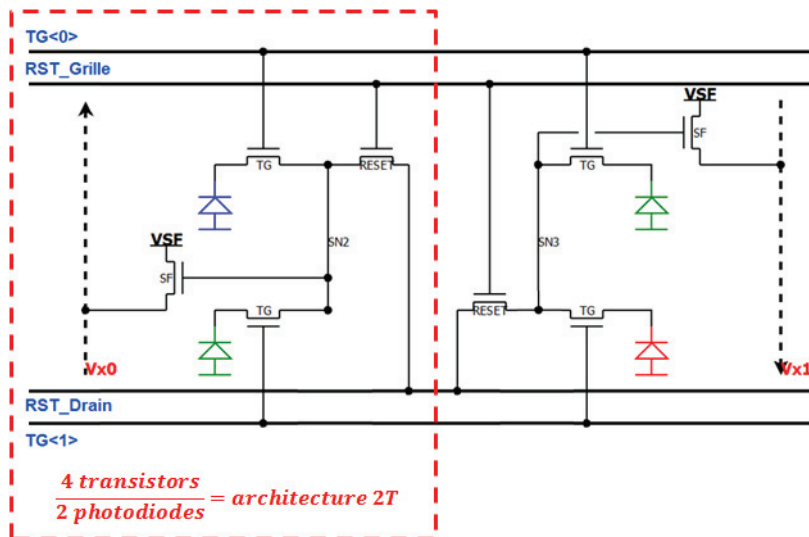 TG<0>
RST_Grille
VSF
SF
TG
RESET
TG
VSF
SN2
SN3
SF
TG
RESET
TG
Vx0
Vx1
RST_Drain
TG<1>
4 transistors
2 photodiodes
= architecture 2T